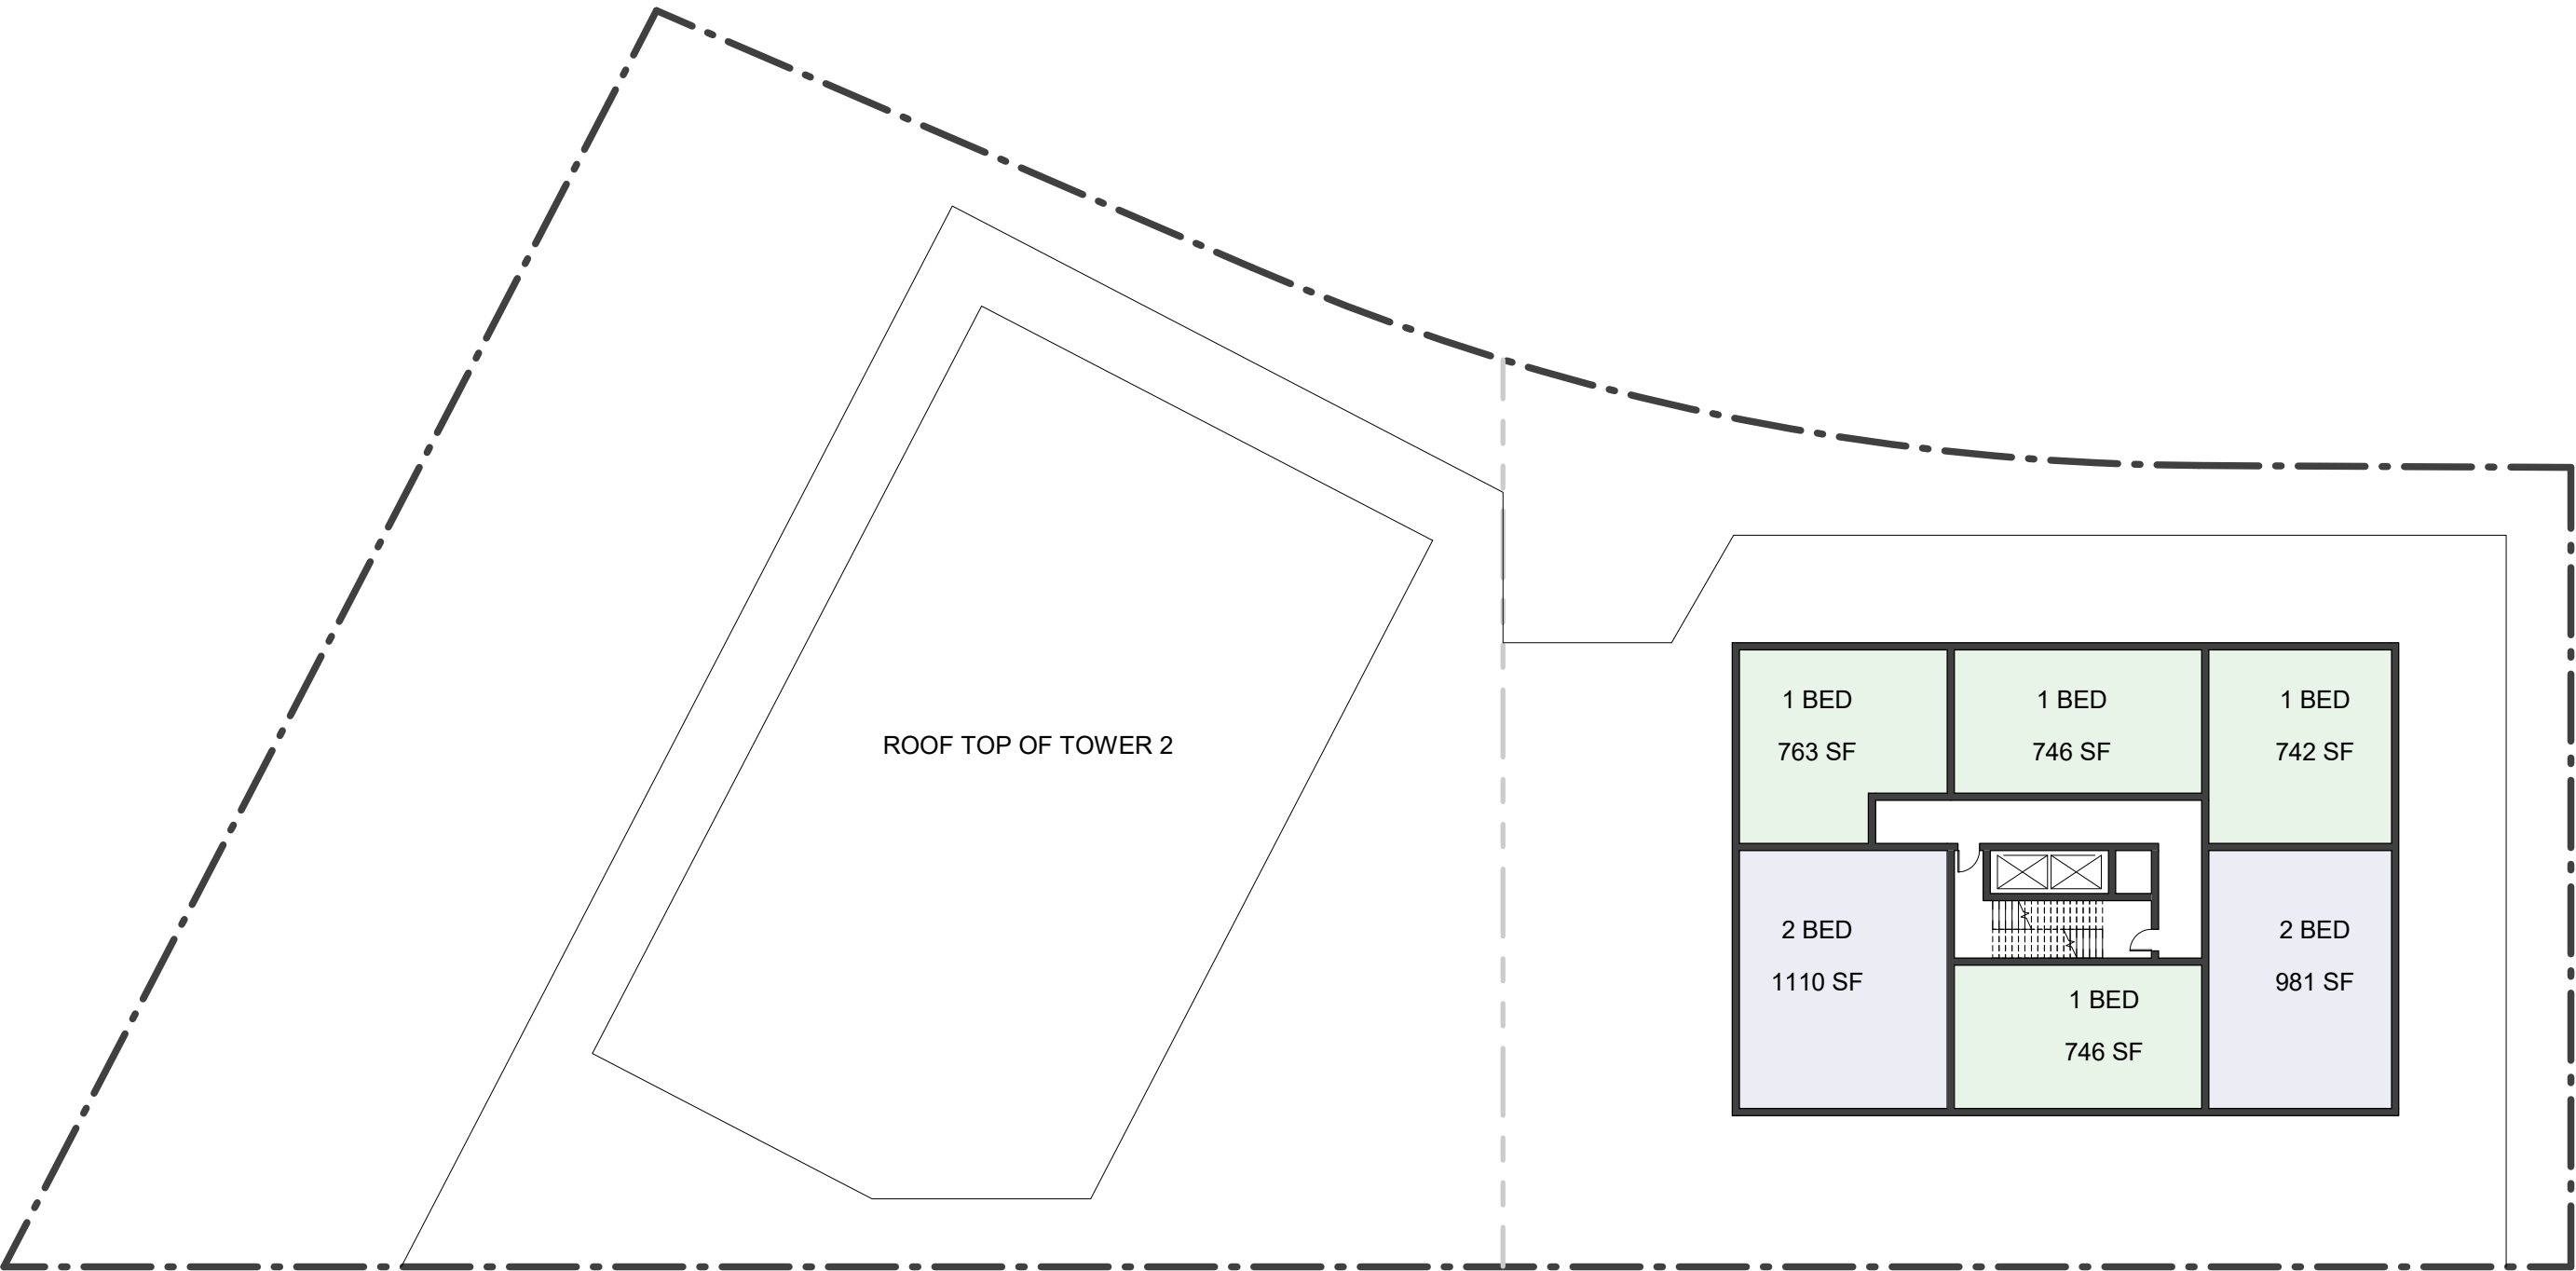 ROOF TOP OF TOWER 2
1 BED
763 SF
1 BED
746 SF
1 BED
742 SF
2 BED
1110 SF
1 BED
746 SF
2 BED
981 SF